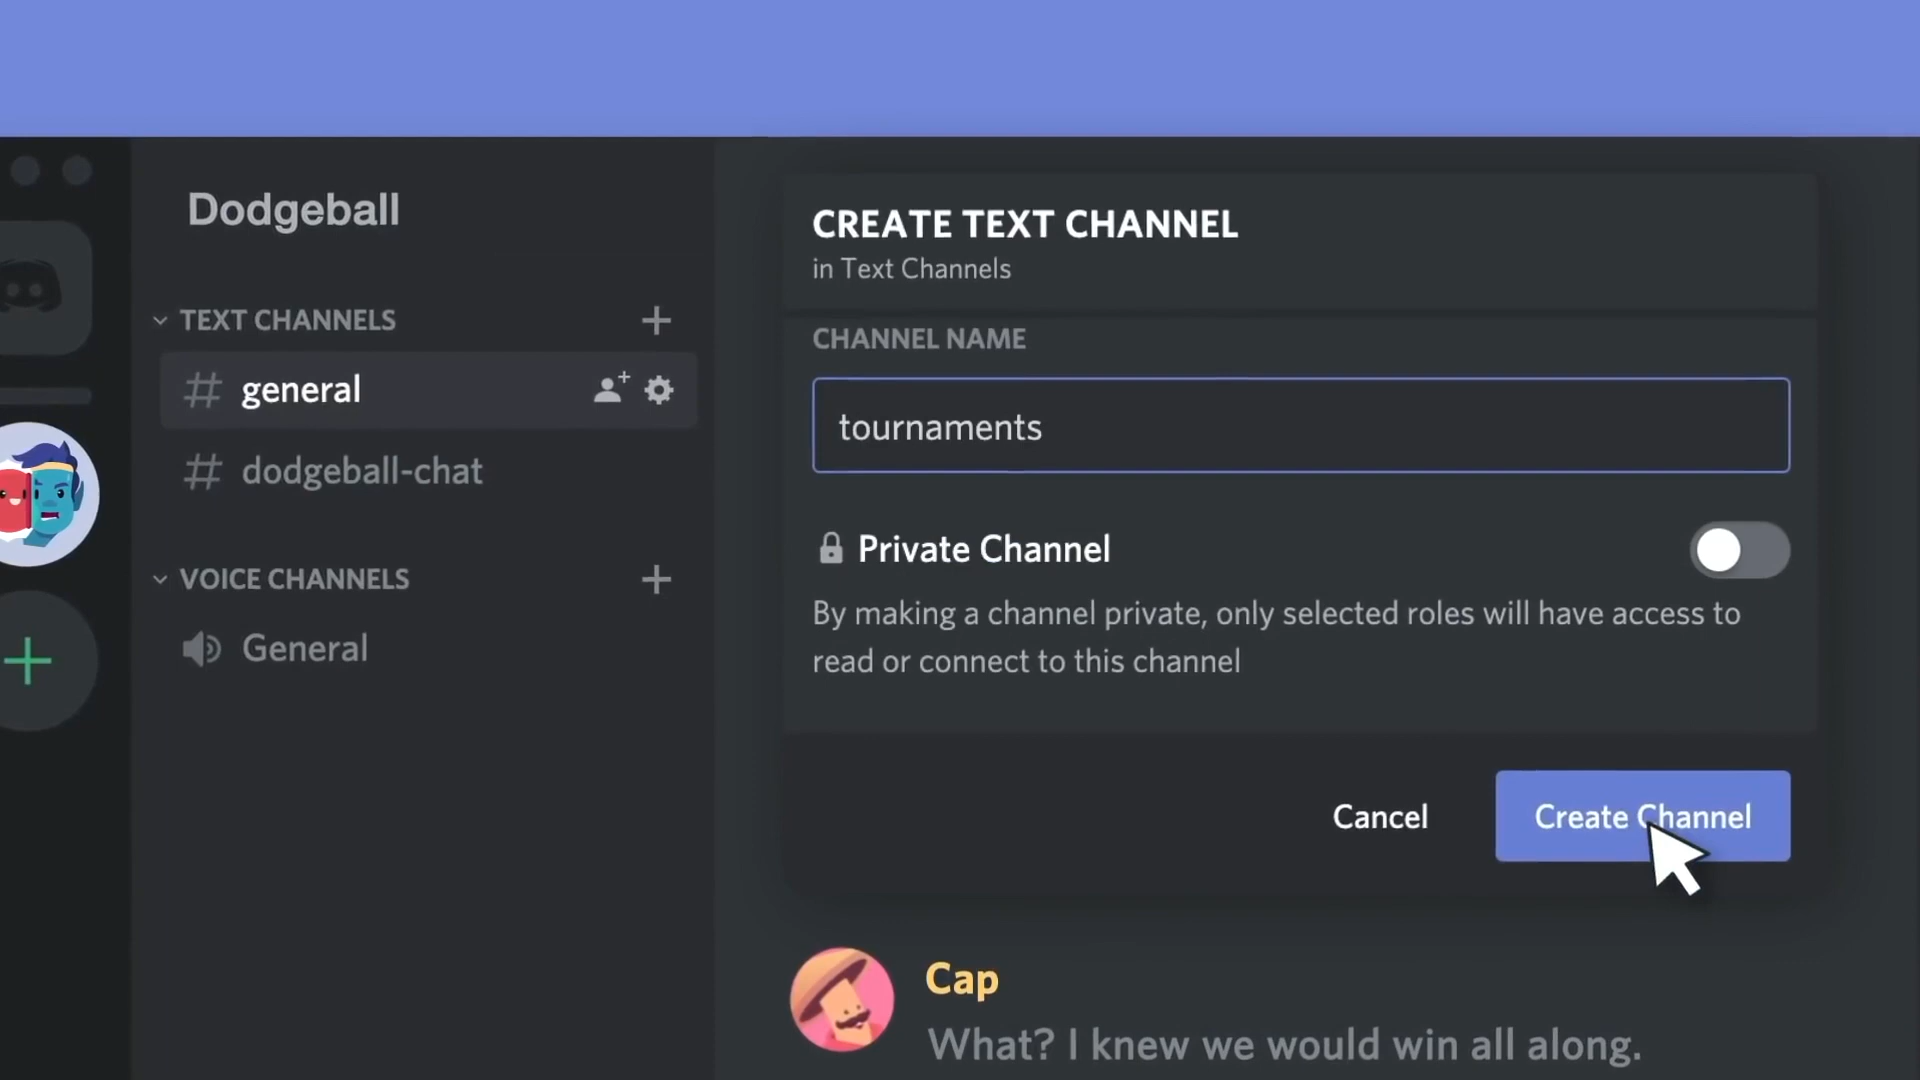 Dodgeball
TEXT CHANNELS
# general
# dodgeball-chat
VOICE CHANNELS
General
CREATE TEXT CHANNEL
in Text Channels
CHANNEL NAME
tournaments
Private Channel
By making a channel private, only selected roles will have access to
read or connect to this channel
Cancel
Create Channel
Cap
What? I knew we would win all along.